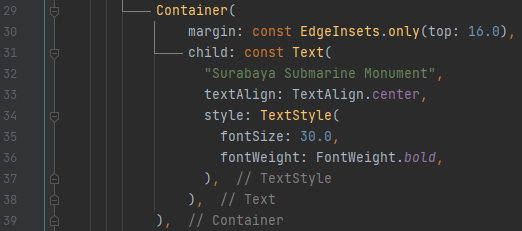 29 Container(
30 margin: const EdgeInsets.only(top: 16.0),
31 child: const Text(
32 "Surabaya Submarine Monument",
33 textAlign: TextAlign.center,
34 style: TextStyle(
35 fontSize: 30.0,
36 fontWeight: FontWeight.bold,
37 ), // TextStyle
38 ), // Text
39 ), // Container